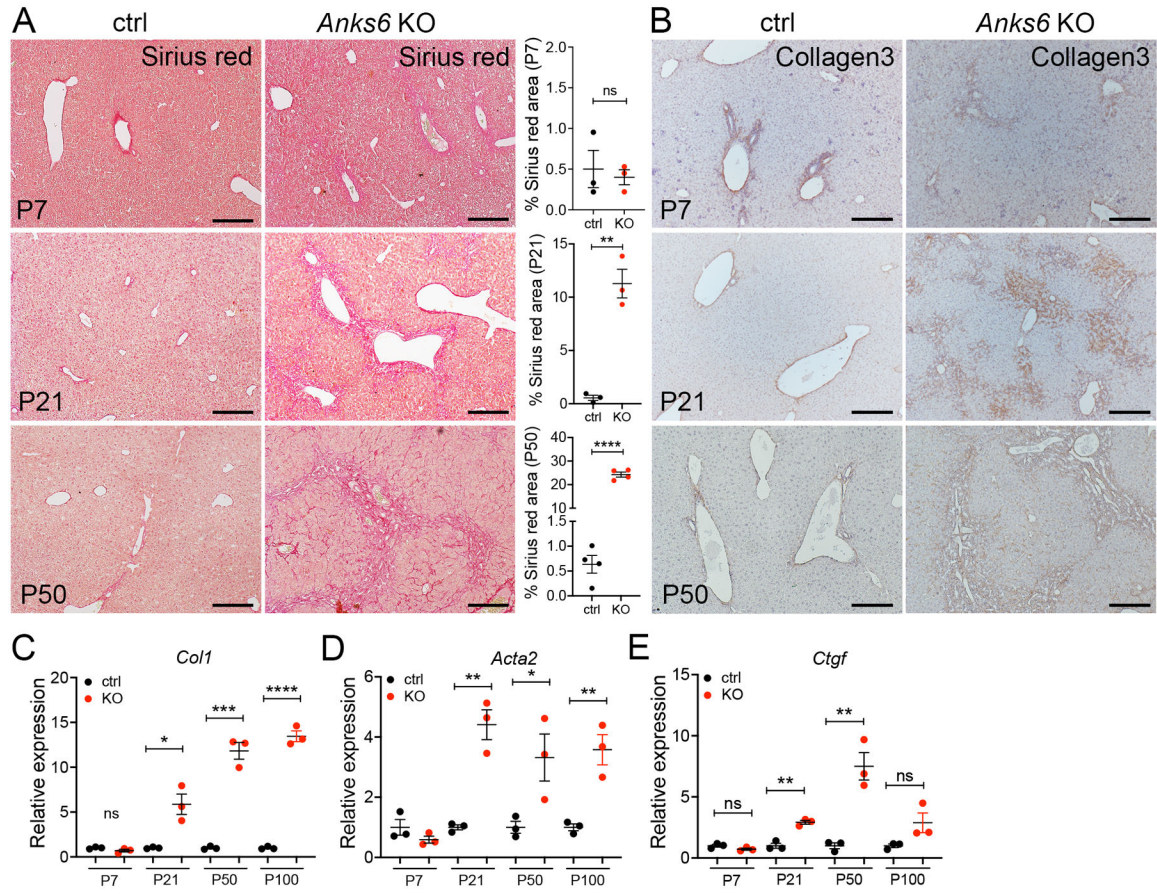 A
ctrl
Anks6 KO
Sirius red
Sirius red
P7
P21
P50
% Sirius red area (P7)
2.0
1.5
1.0
0.5
0.0
ns
ctrl
KO
% Sirius red area (P21)
15
10
5
0
**
ctrl
KO
% Sirius red area (P50)
40
30
20
10
1.0
0.5
0.0
****
ctrl
KO
B
ctrl
Anks6 KO
Collagen3
P7
P21
P50
C
Col1
Relative expression
20
15
10
5
0
ctrl
KO
ns
*
***
****
P7
P21
P50
P100
D
Acta2
Relative expression
6
4
2
0
ctrl
KO
**
*
**
P7
P21
P50
P100
E
Ctgf
Relative expression
15
10
5
0
ctrl
KO
ns
**
**
ns
P7
P21
P50
P100